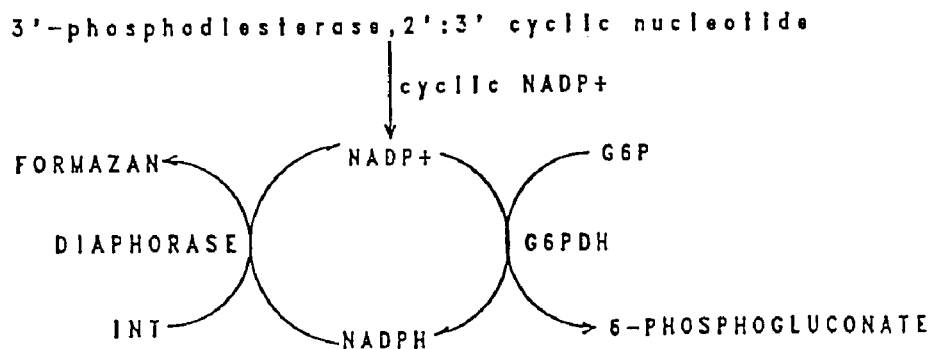 3'-phosphodiesterase,2':3' cyclic nucleotide
cyclic NADP+
NADP+
G6P
FORMAZAN
DIAPHORASE
G6PDH
INT
NADPH
6-PHOSPHOGLUCONATE